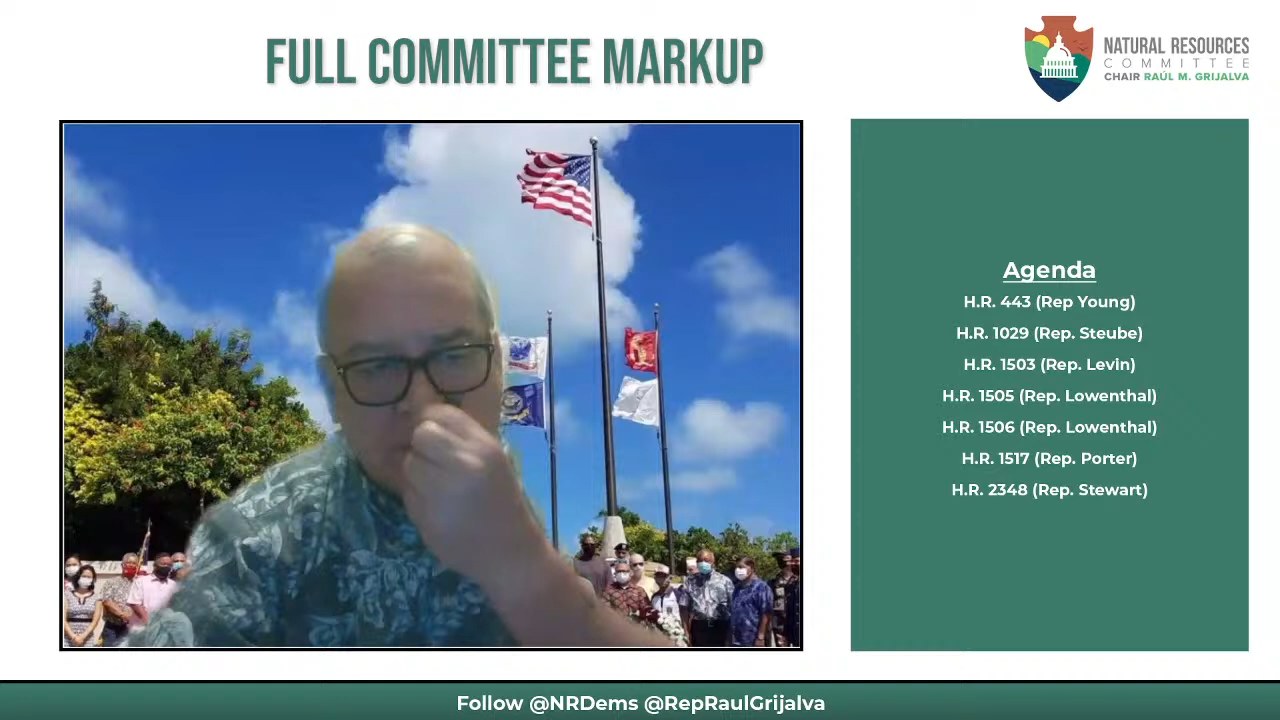 FULL COMMITTEE MARKUP
NATURAL RESOURCES
COMMITTEE
CHAIR RAÚL M. GRIJALVA
Agenda
H.R. 443 (Rep Young)
H.R. 1029 (Rep. Steube)
H.R. 1503 (Rep. Levin)
H.R. 1505 (Rep. Lowenthal)
H.R. 1506 (Rep. Lowenthal)
H.R. 1517 (Rep. Porter)
H.R. 2348 (Rep. Stewart)
Follow @NRDems @RepRaulGrijalva